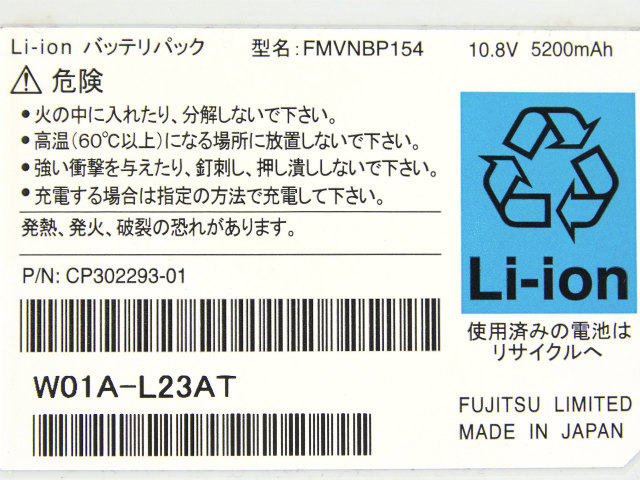 Li-ion バッテリパック 型名:FMVNBP154 10.8V 5200mAh
⚠危険
●火の中に入れたり、分解しないで下さい。
●高温(60℃以上)になる場所に放置しないで下さい。
●強い衝撃を与えたり、釘刺し、押し潰ししないで下さい。
●充電する場合は指定の方法で充電して下さい。
発熱、発火、破裂の恐れがあります。
P/N: CP302293-01
W01A-L23AT
Li-ion
使用済みの電池は
リサイクルへ
FUJITSU LIMITED
MADE IN JAPAN